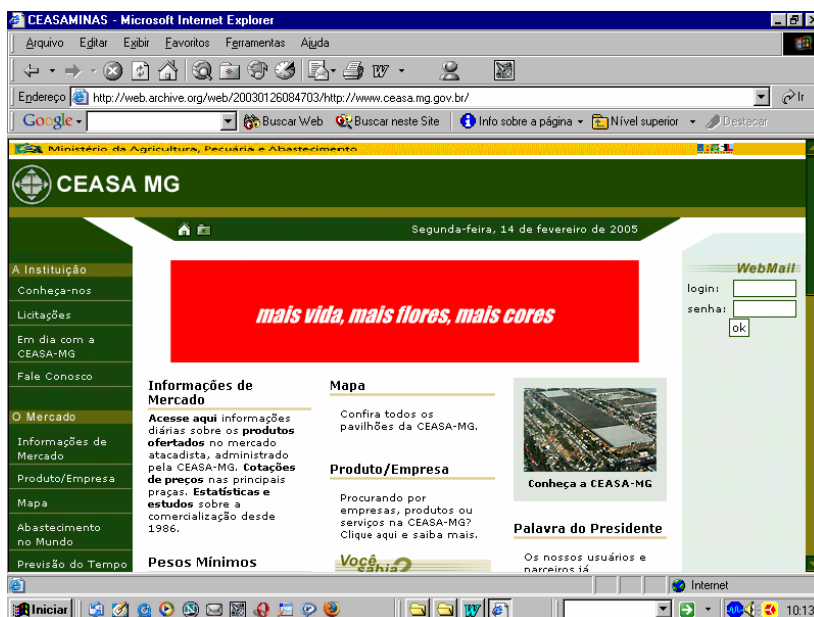 CEASAMINAS - Microsoft Internet Explorer
Arquivo Editar Exibir Favoritos Ferramentas Ajuda
Endereço http://web.archive.org/web/20030126084703/http://www.ceasa.mg.gov.br/ Ir
Google Buscar Web Buscar neste Site Info sobre a página Nível superior Destacar
Ministério da Agricultura, Pecuária e Abastecimento
CEASA MG
Segunda-feira, 14 de fevereiro de 2005
A Instituição
Conheça-nos
Licitações
Em dia com a
CEASA-MG
Fale Conosco
O Mercado
Informações de
Mercado
Produto/Empresa
Mapa
Abastecimento
no Mundo
Previsão do Tempo
mais vida, mais flores, mais cores
Informações de
Mercado
Acesse aqui informações
diárias sobre os produtos
ofertados no mercado
atacadista, administrado
pela CEASA-MG. Cotações
de preços nas principais
praças. Estatísticas e
estudos sobre a
comercialização desde
1986.
Pesos Mínimos
Mapa
Confira todos os
pavilhões da CEASA-MG.
Produto/Empresa
Procurando por
empresas, produtos ou
serviços na CEASA-MG?
Clique aqui e saiba mais.
Você
sabia?
Conheça a CEASA-MG
Palavra do Presidente
Os nossos usuários e
parceiros já
WebMail
login:
senha:
ok
Internet
Iniciar
10:13